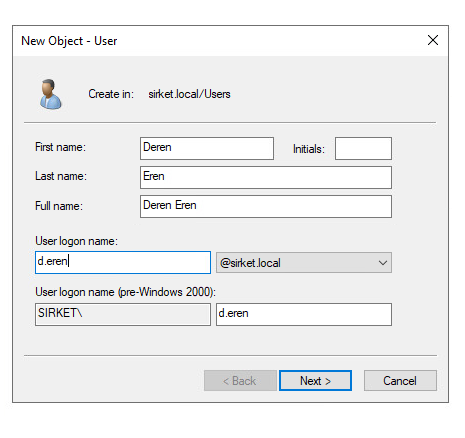 New Object - User
Create in: sirket.local/Users
First name: Deren Initials:
Last name: Eren
Full name: Deren Eren
User logon name:
d.eren @sirket.local
User logon name (pre-Windows 2000):
SIRKET\ d.eren
< Back Next > Cancel